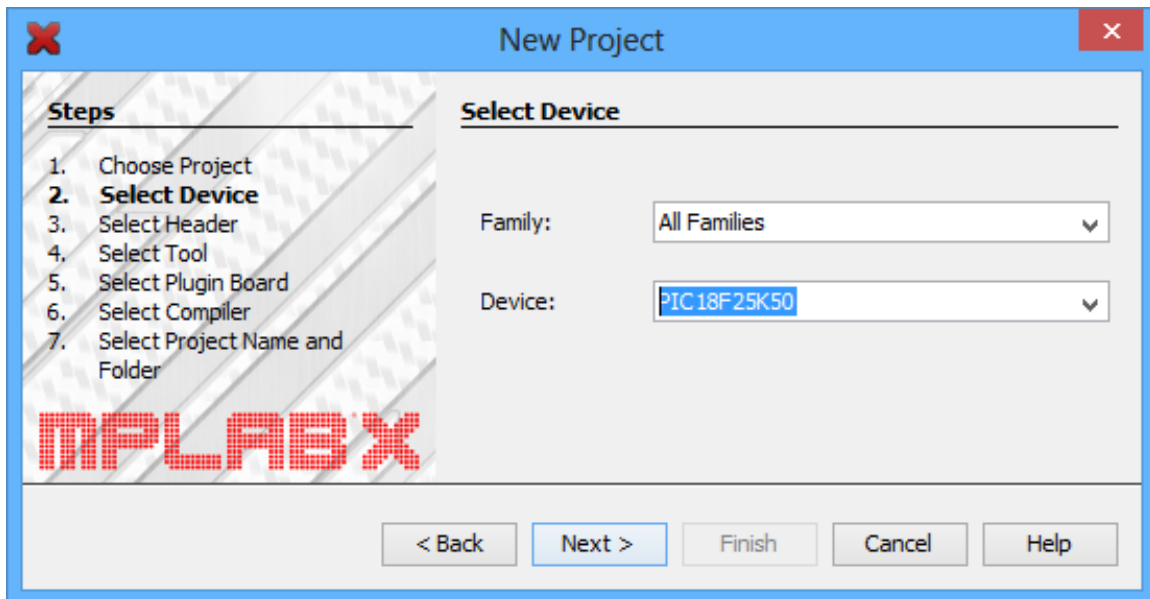 New Project
Steps
1. Choose Project
2. Select Device
3. Select Header
4. Select Tool
5. Select Plugin Board
6. Select Compiler
7. Select Project Name and
Folder
MPLAB X
Select Device
Family: All Families
Device: PIC18F25K50
< Back Next > Finish Cancel Help